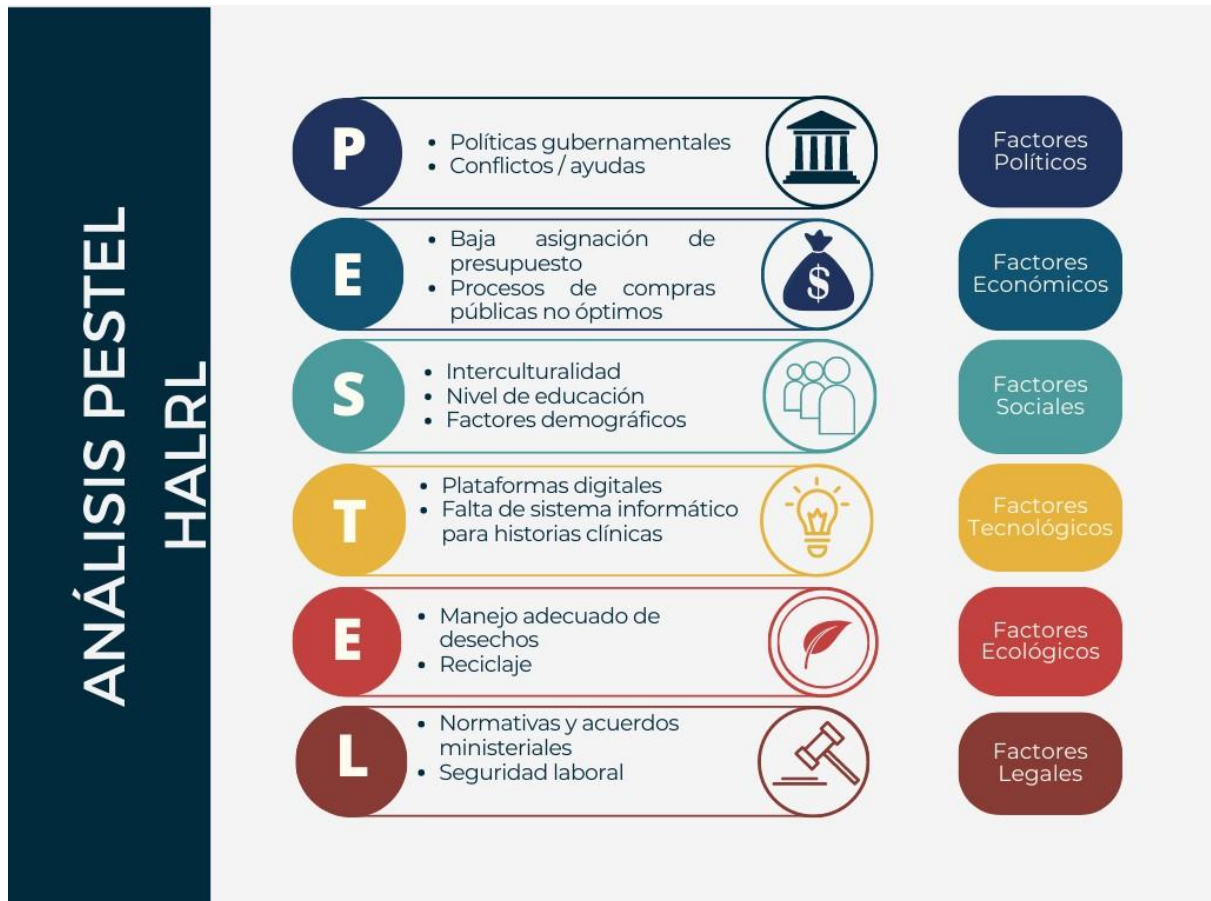 ANÁLISIS PESTEL
HALRL
P
• Políticas gubernamentales
• Conflictos / ayudas
Factores
Políticos
E
• Baja asignación de
presupuesto
• Procesos de compras
públicas no óptimos
$
Factores
Económicos
S
• Interculturalidad
• Nivel de educación
• Factores demográficos
Factores
Sociales
T
• Plataformas digitales
• Falta de sistema informático
para historias clínicas
Factores
Tecnológicos
E
• Manejo adecuado de
desechos
• Reciclaje
Factores
Ecológicos
L
• Normativas y acuerdos
ministeriales
• Seguridad laboral
Factores
Legales